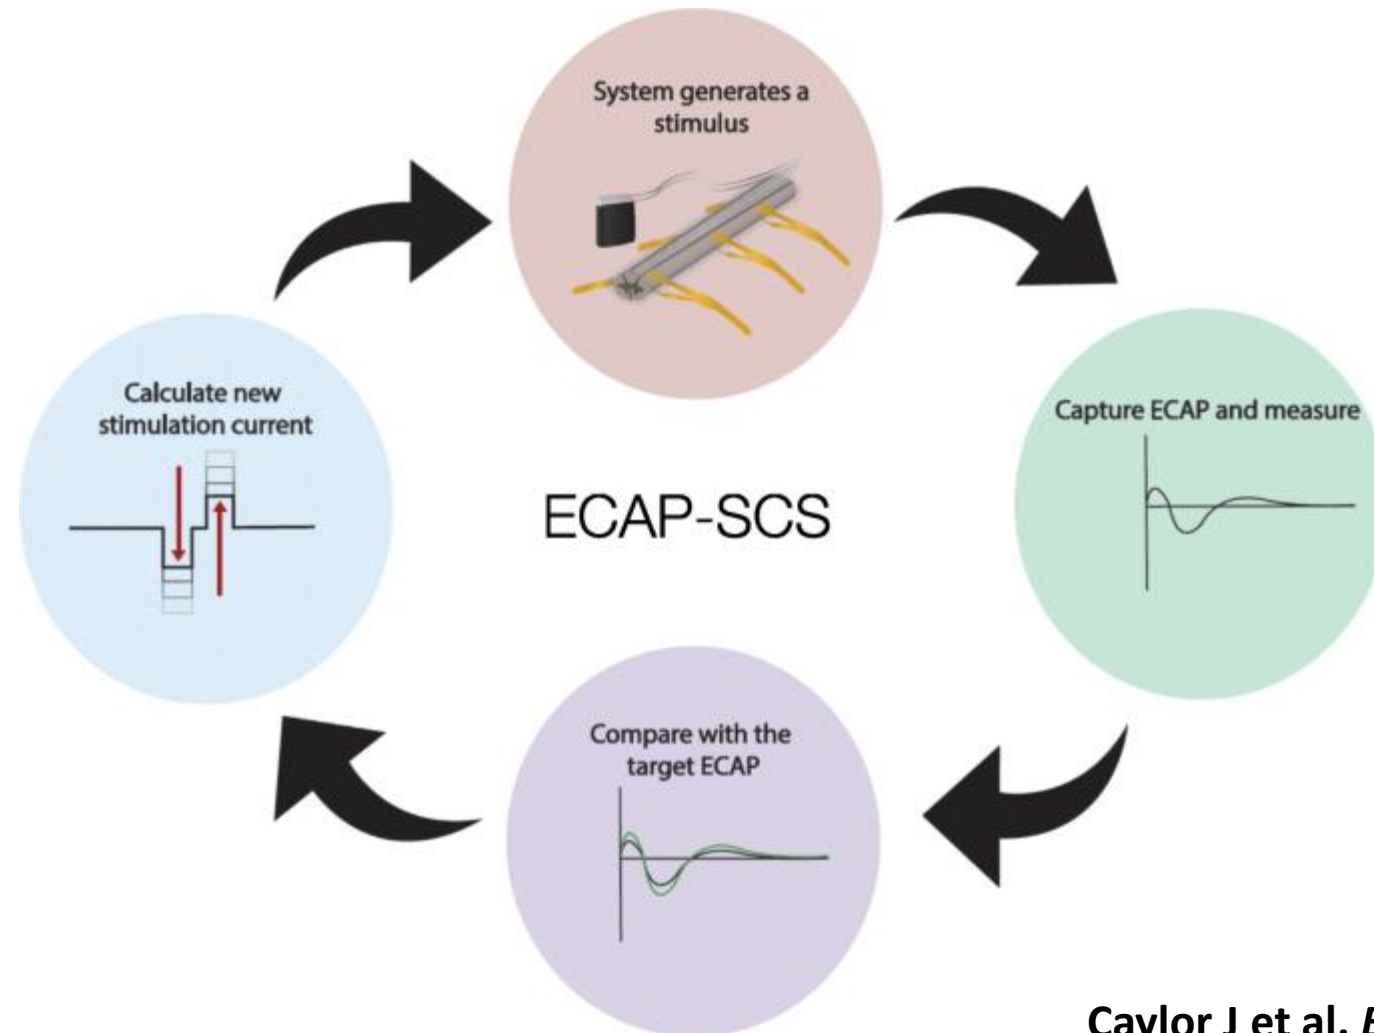 System generates a
stimulus
Capture ECAP and measure
Compare with the
target ECAP
Calculate new
stimulation current
ECAP-SCS
Caylor J et al.